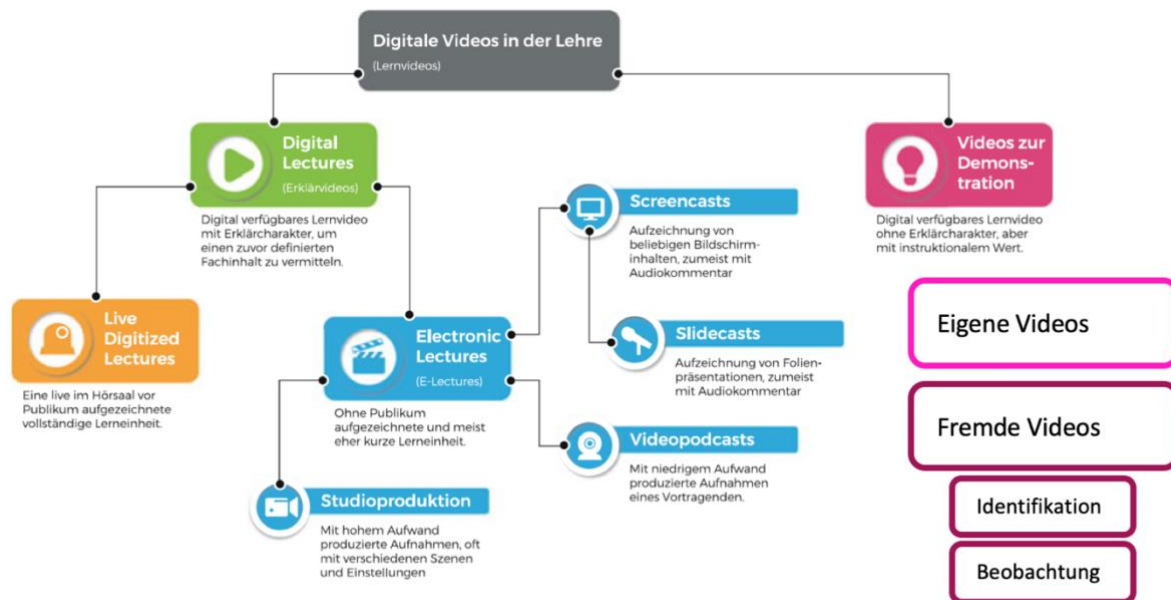 Digitale Videos in der Lehre
(Lernvideos)
Digital
Lectures
(Erklärvideos)
Digital verfügbares Lernvideo
mit Erklärcharakter, um
einen zuvor definierten
Fachinhalt zu vermitteln.
Videos zur
Demons-
tration
Digital verfügbares Lernvideo
ohne Erklärcharakter, aber
mit instruktionalem Wert.
Live
Digitized
Lectures
Eine live im Hörsaal vor
Publikum aufgezeichnete
vollständige Lerneinheit.
Electronic
Lectures
(E-Lectures)
Ohne Publikum
aufgezeichnete und meist
eher kurze Lerneinheit.
Screencasts
Aufzeichnung von
beliebigen Bildschirm-
inhalten, zumeist mit
Audiokommentar
Slidecasts
Aufzeichnung von Folien-
präsentationen, zumeist
mit Audiokommentar
Videopodcasts
Mit niedrigem Aufwand
produzierte Aufnahmen
eines Vortragenden.
Studioproduktion
Mit hohem Aufwand
produzierte Aufnahmen, oft
mit verschiedenen Szenen
und Einstellungen
Eigene Videos
Fremde Videos
Identifikation
Beobachtung